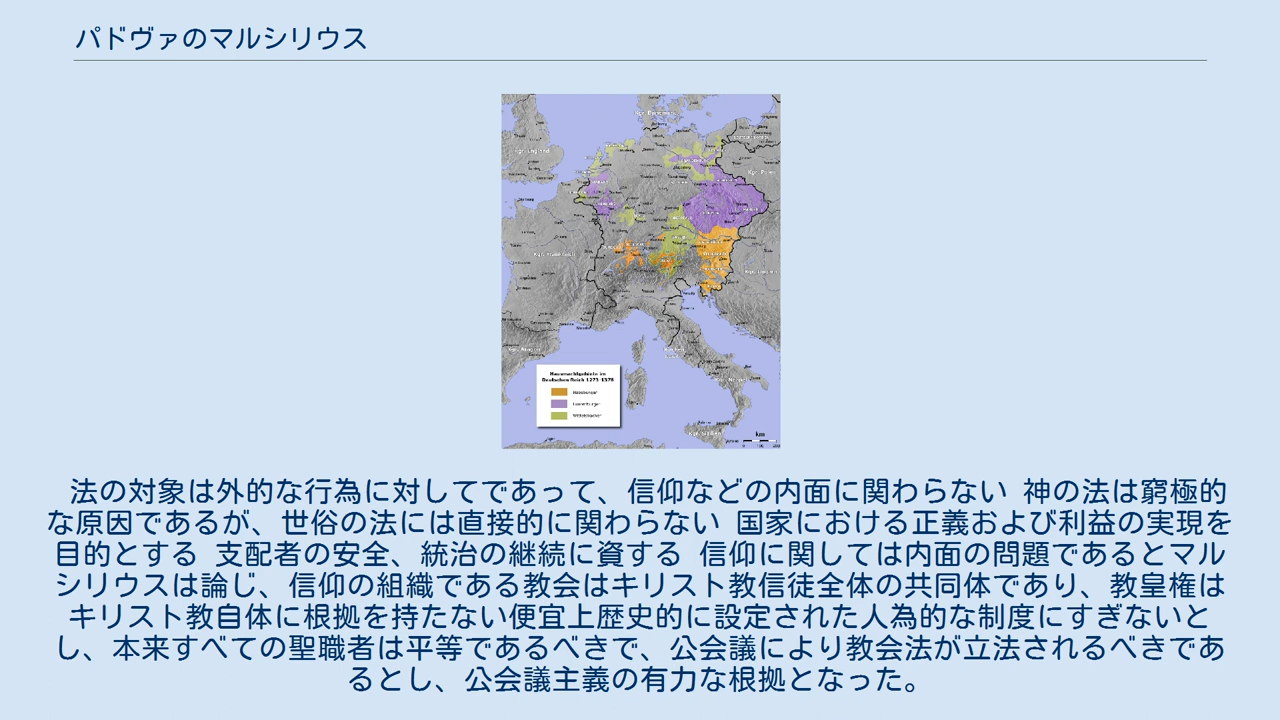 パドヴァのマルシリウス
Hausmachtgebiete im
Deutschen Reich 1273-1378
Habsburger
Luxemburger
Wittelsbacher
km
法の対象は外的な行為に対してであって、信仰などの内面に関わらない 神の法は窮極的
な原因であるが、世俗の法には直接的に関わらない 国家における正義および利益の実現を
目的とする 支配者の安全、統治の継続に資する 信仰に関しては内面の問題であるとマル
シリウスは論じ、信仰の組織である教会はキリスト教信徒全体の共同体であり、教皇権は
キリスト教自体に根拠を持たない便宜上歴史的に設定された人為的な制度にすぎないと
し、本来すべての聖職者は平等であるべきで、公会議により教会法が立法されるべきであ
るとし、公会議主義の有力な根拠となった。